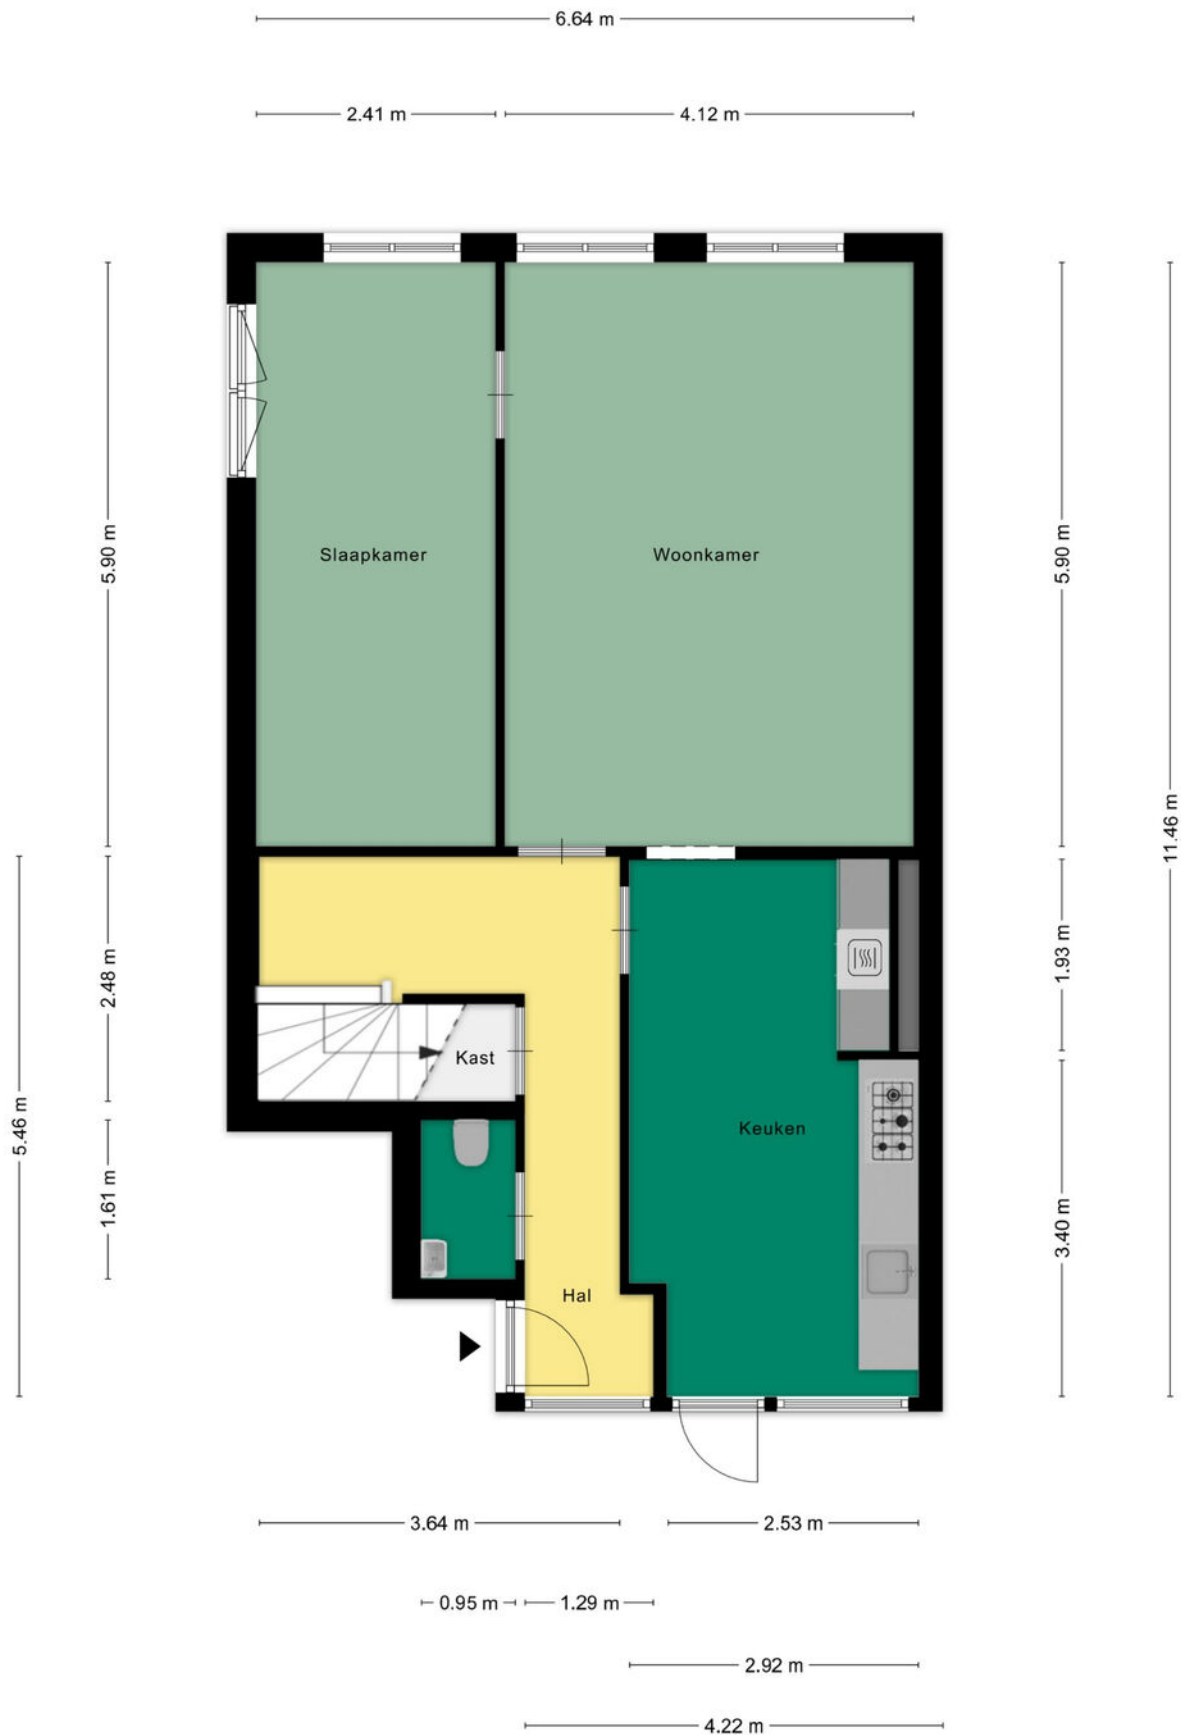 6.64 m
2.41 m
4.12 m
5.90 m
Slaapkamer
Woonkamer
5.90 m
11.46 m
2.48 m
1.93 m
Kast
5.46 m
Keuken
1.61 m
3.40 m
Hal
3.64 m
2.53 m
0.95 m
1.29 m
2.92 m
4.22 m